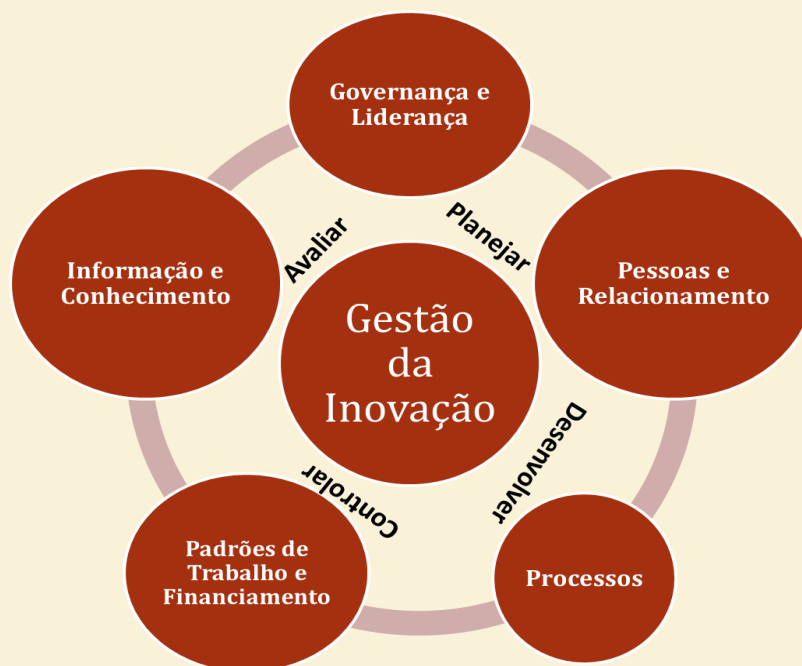 Governança e
Liderança
Planejar
Pessoas e
Relacionamento
Desenvolver
Processos
Controlar
Padrões de
Trabalho e
Financiamento
Avaliar
Informação e
Conhecimento
Gestão
da
Inovação